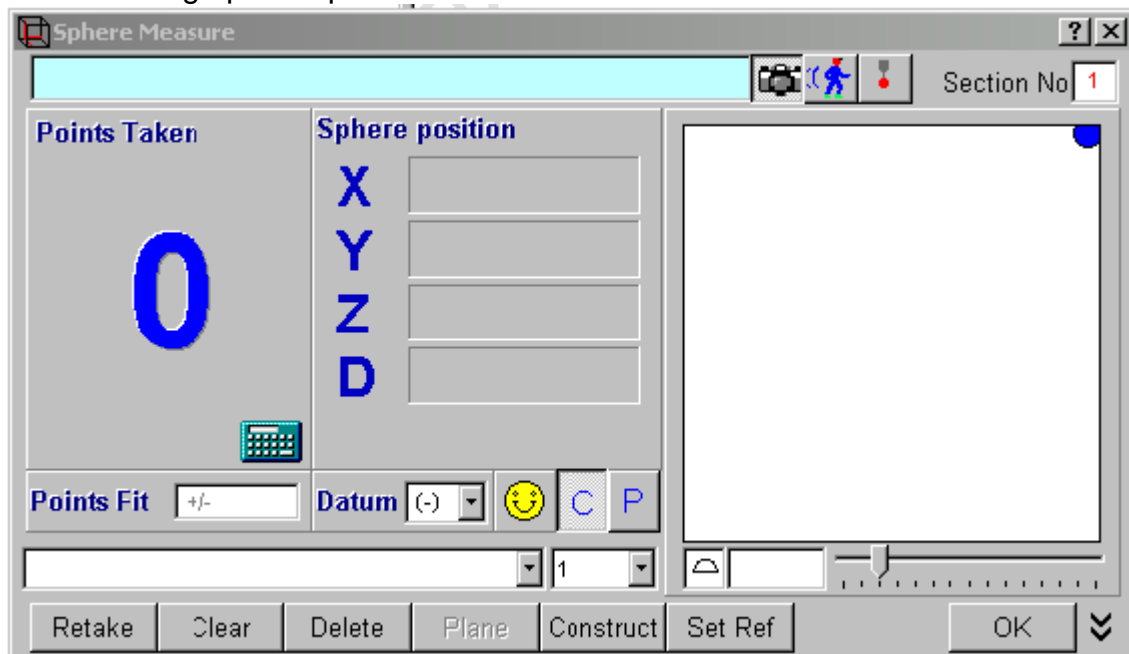 Sphere Measure
Section No 1
Points Taken
0
Sphere position
X
Y
Z
D
Points Fit +/-
Datum (-) C P
1
Retake Clear Delete Plane Construct Set Ref OK